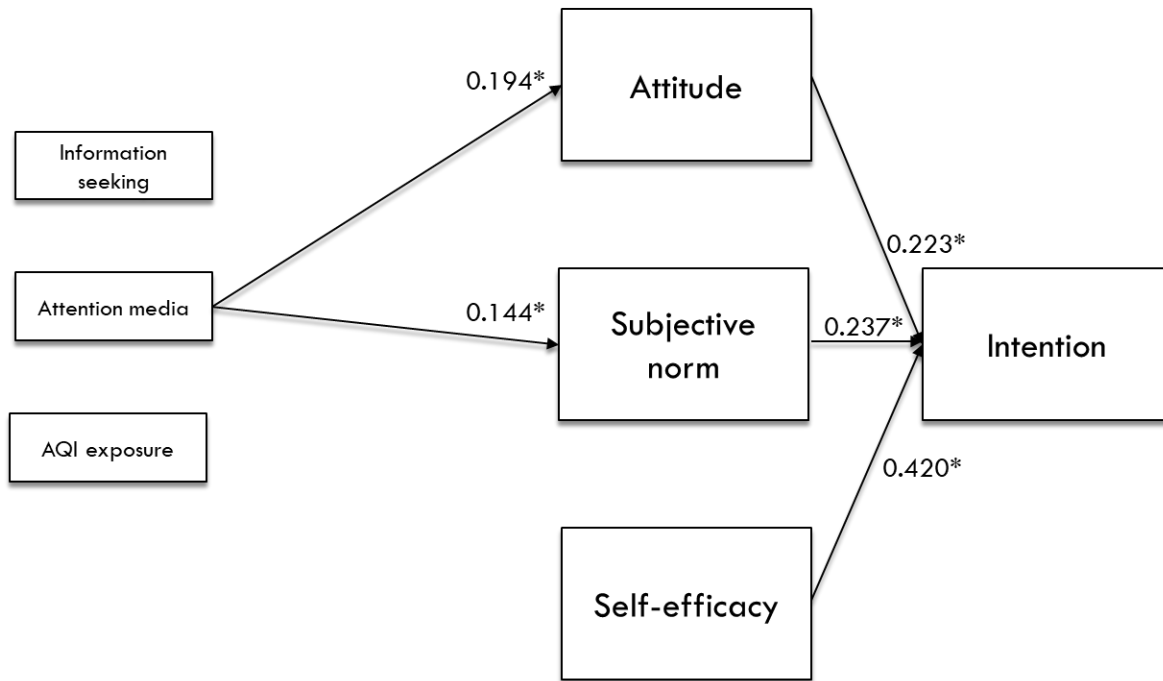 0.194*
Attitude
Information
seeking
0.223*
Attention media
0.144*
Subjective
norm
0.237*
Intention
AQI exposure
0.420*
Self-efficacy